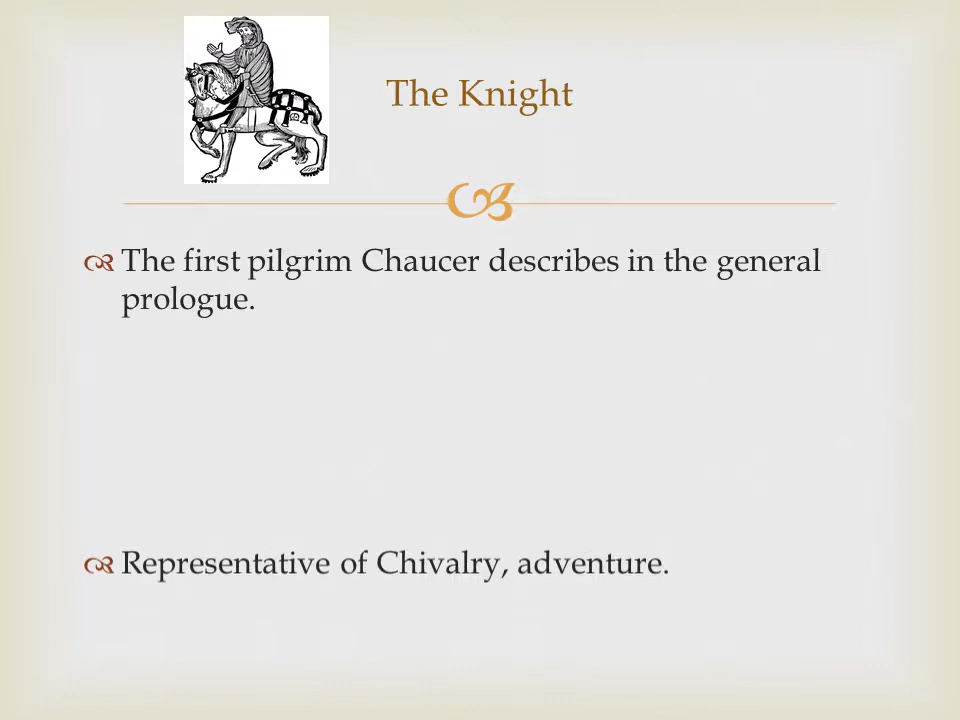 The Knight
The first pilgrim Chaucer describes in the general
prologue.
Representative of Chivalry, adventure.